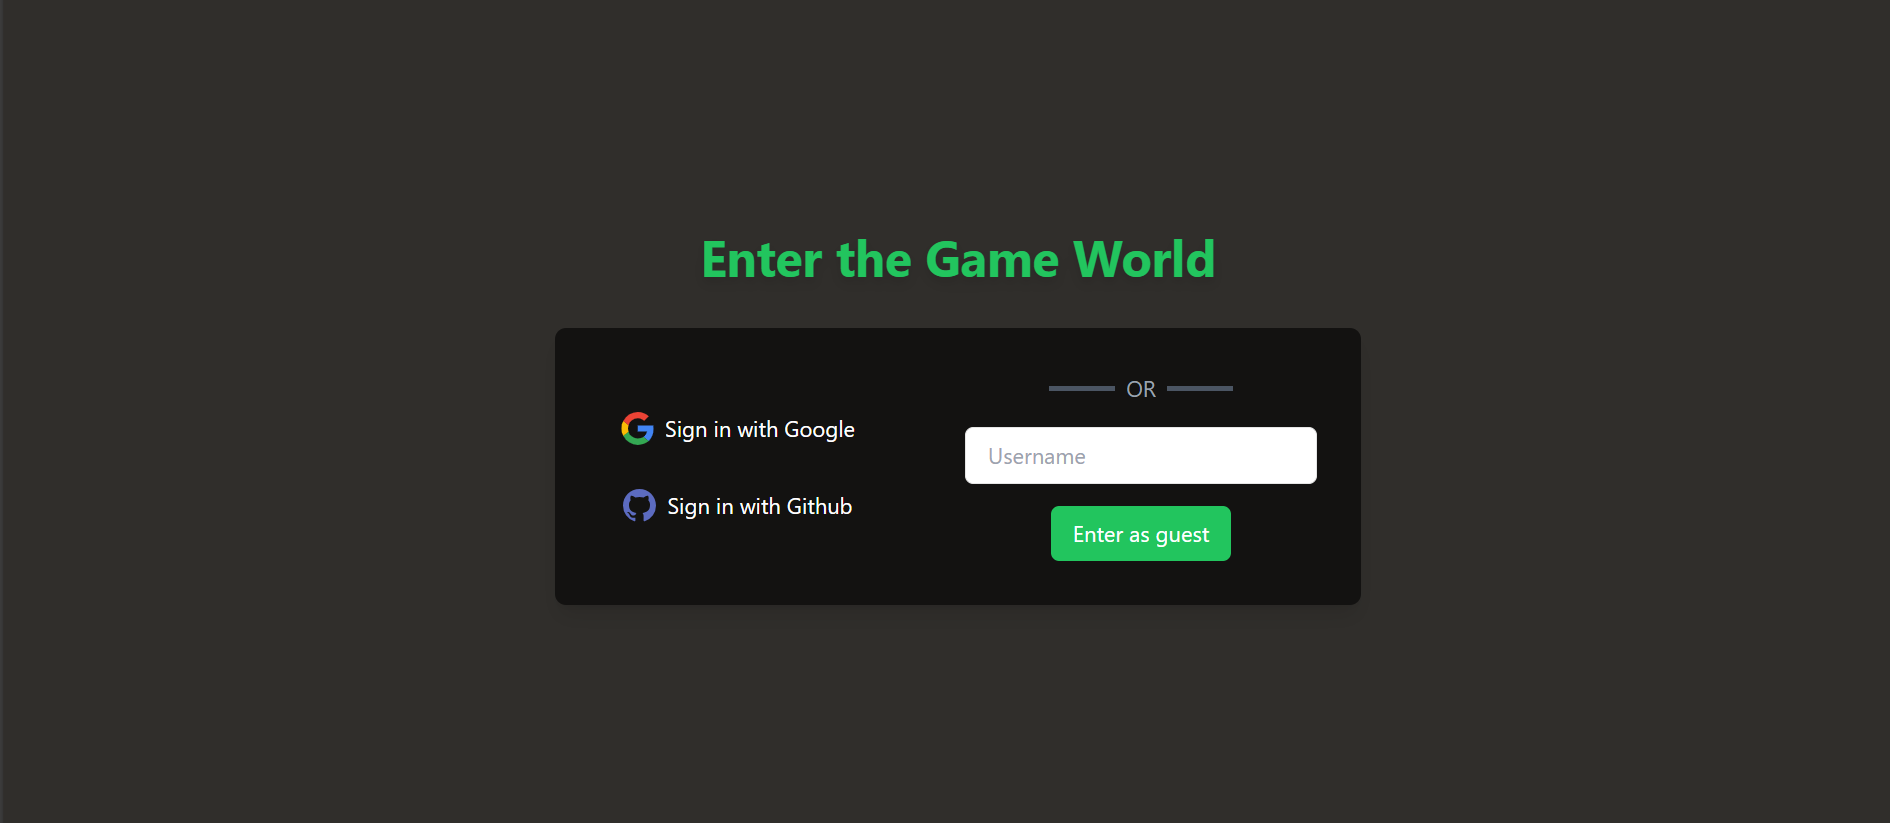 Enter the Game World
Sign in with Google
Sign in with Github
OR
Username
Enter as guest